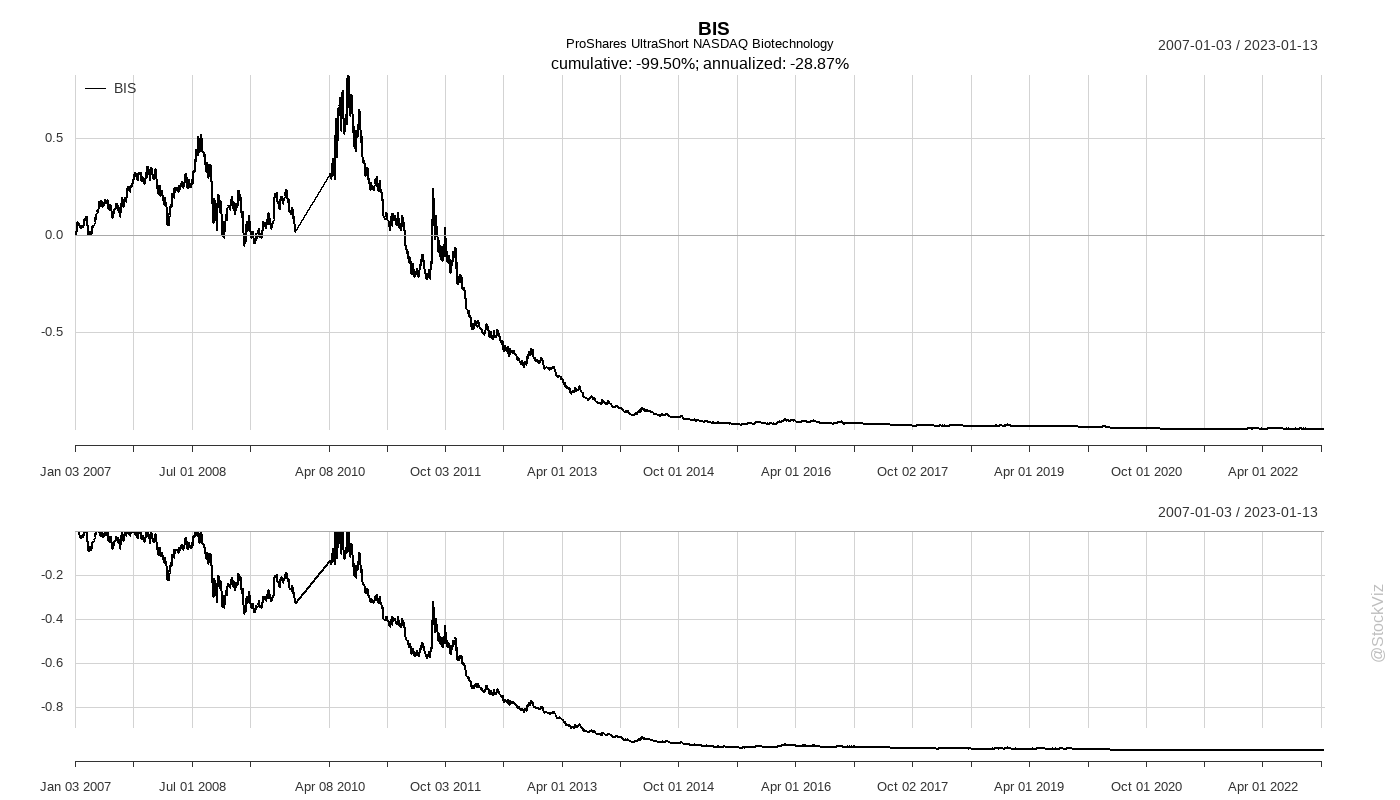 BIS
ProShares UltraShort NASDAQ Biotechnology
2007-01-03 / 2023-01-13
cumulative: -99.50%; annualized: -28.87%
BIS
0.5
0.0
-0.5
Jan 03 2007 Jul 01 2008 Apr 08 2010 Oct 03 2011 Apr 01 2013 Oct 01 2014 Apr 01 2016 Oct 02 2017 Apr 01 2019 Oct 01 2020 Apr 01 2022
2007-01-03 / 2023-01-13
-0.2
-0.4
-0.6
-0.8
Jan 03 2007 Jul 01 2008 Apr 08 2010 Oct 03 2011 Apr 01 2013 Oct 01 2014 Apr 01 2016 Oct 02 2017 Apr 01 2019 Oct 01 2020 Apr 01 2022
@StockViz